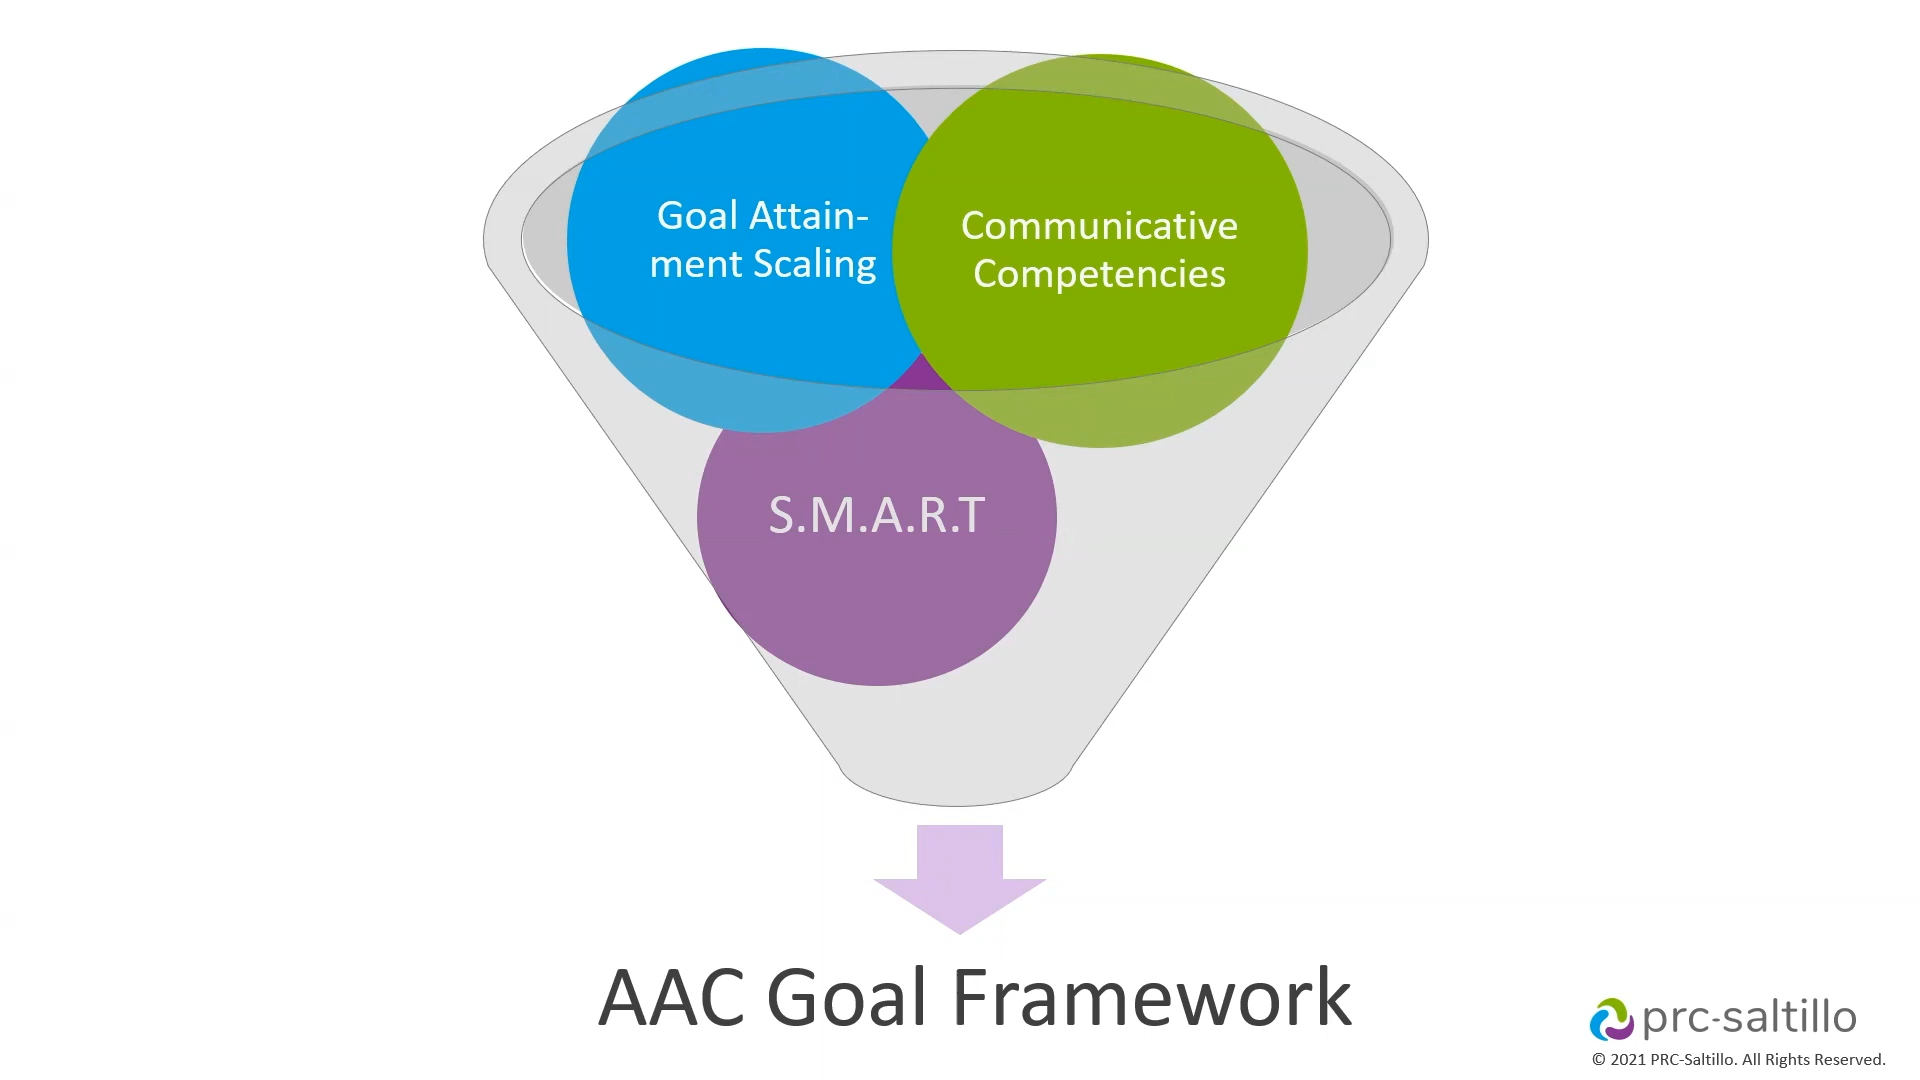 Goal Attain-
ment Scaling
Communicative
Competencies
S.M.A.R.T
AAC Goal Framework
prc-saltillo
© 2021 PRC-Saltillo. All Rights Reserved.